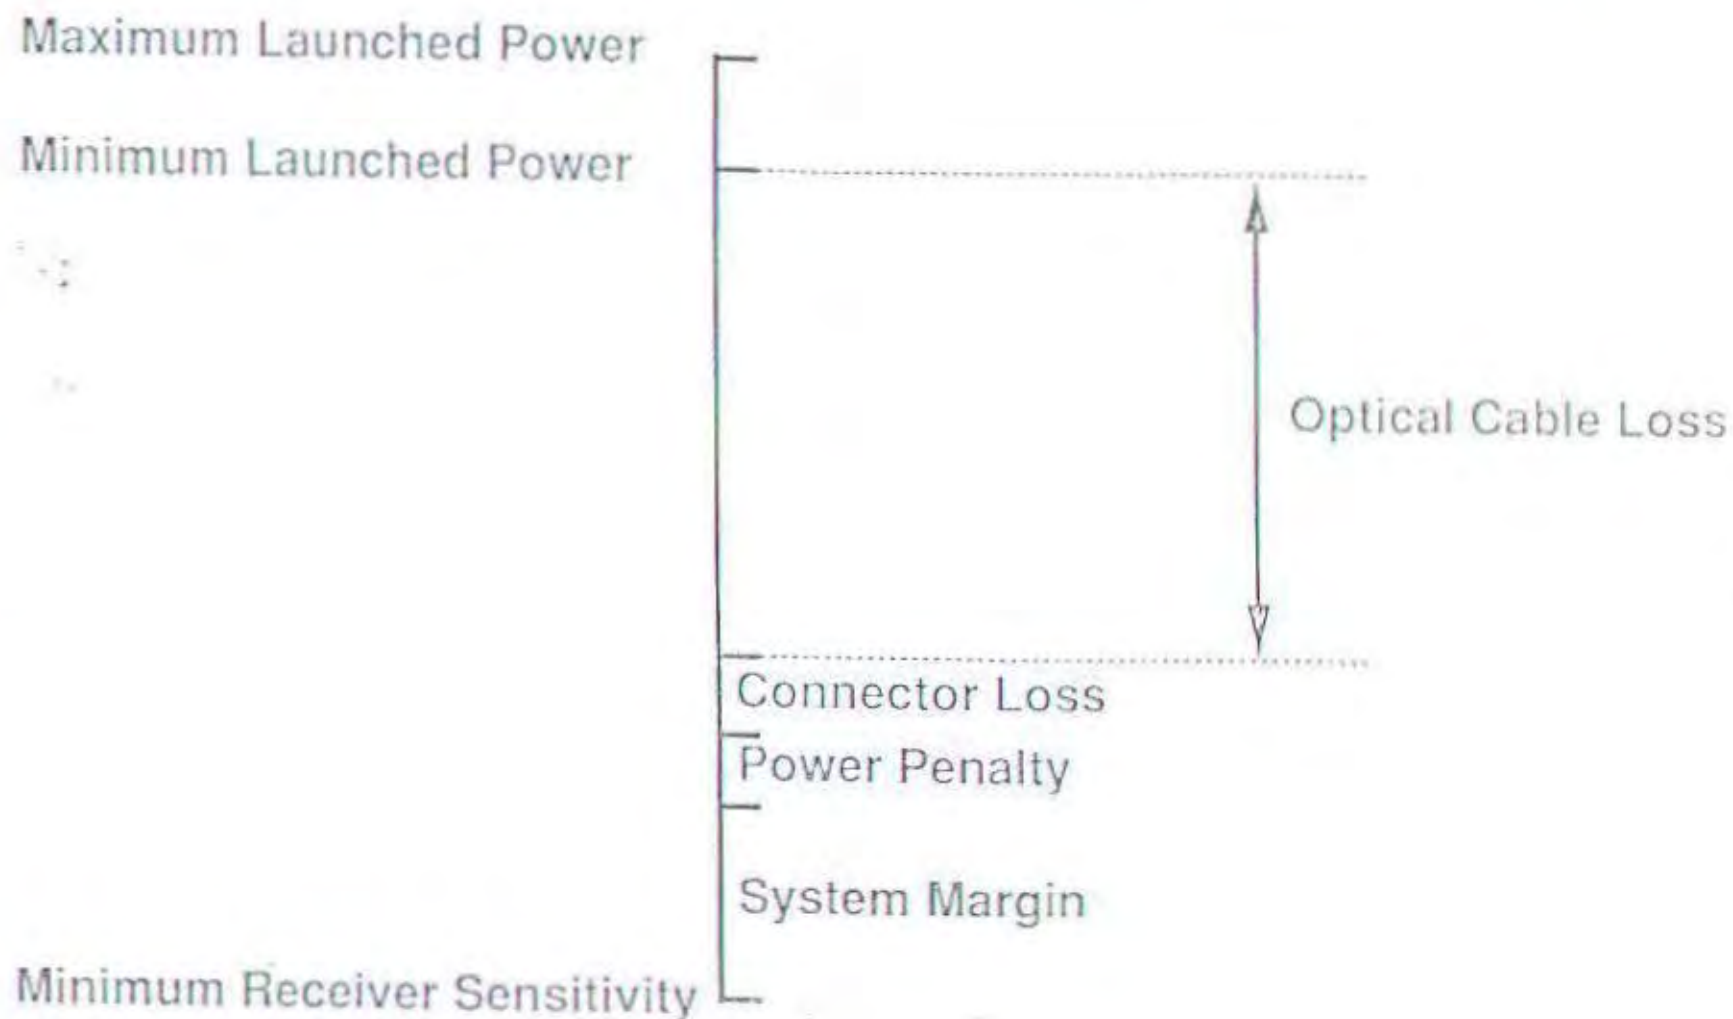 Maximum Launched Power
Minimum Launched Power
Optical Cable Loss
Connector Loss
Power Penalty
System Margin
Minimum Receiver Sensitivity